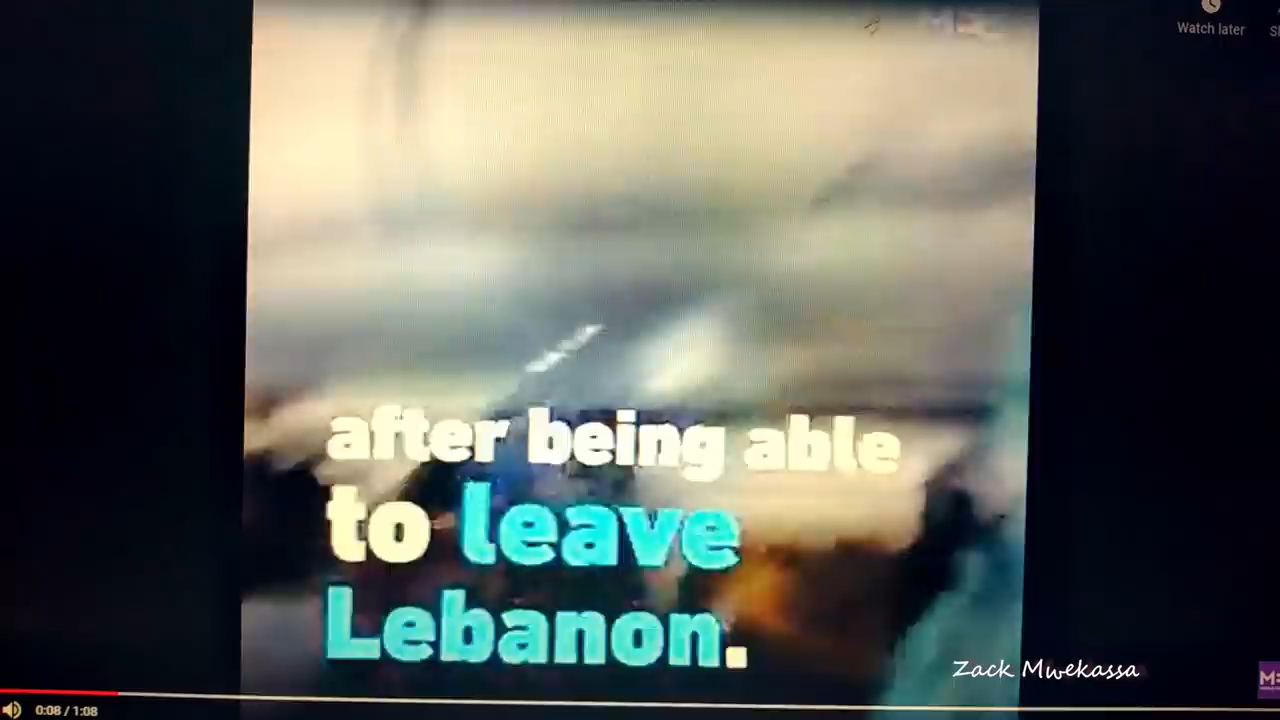 Watch later
after being able
to leave
Lebanon.
Zack Mwekassa
0:08 / 1:08